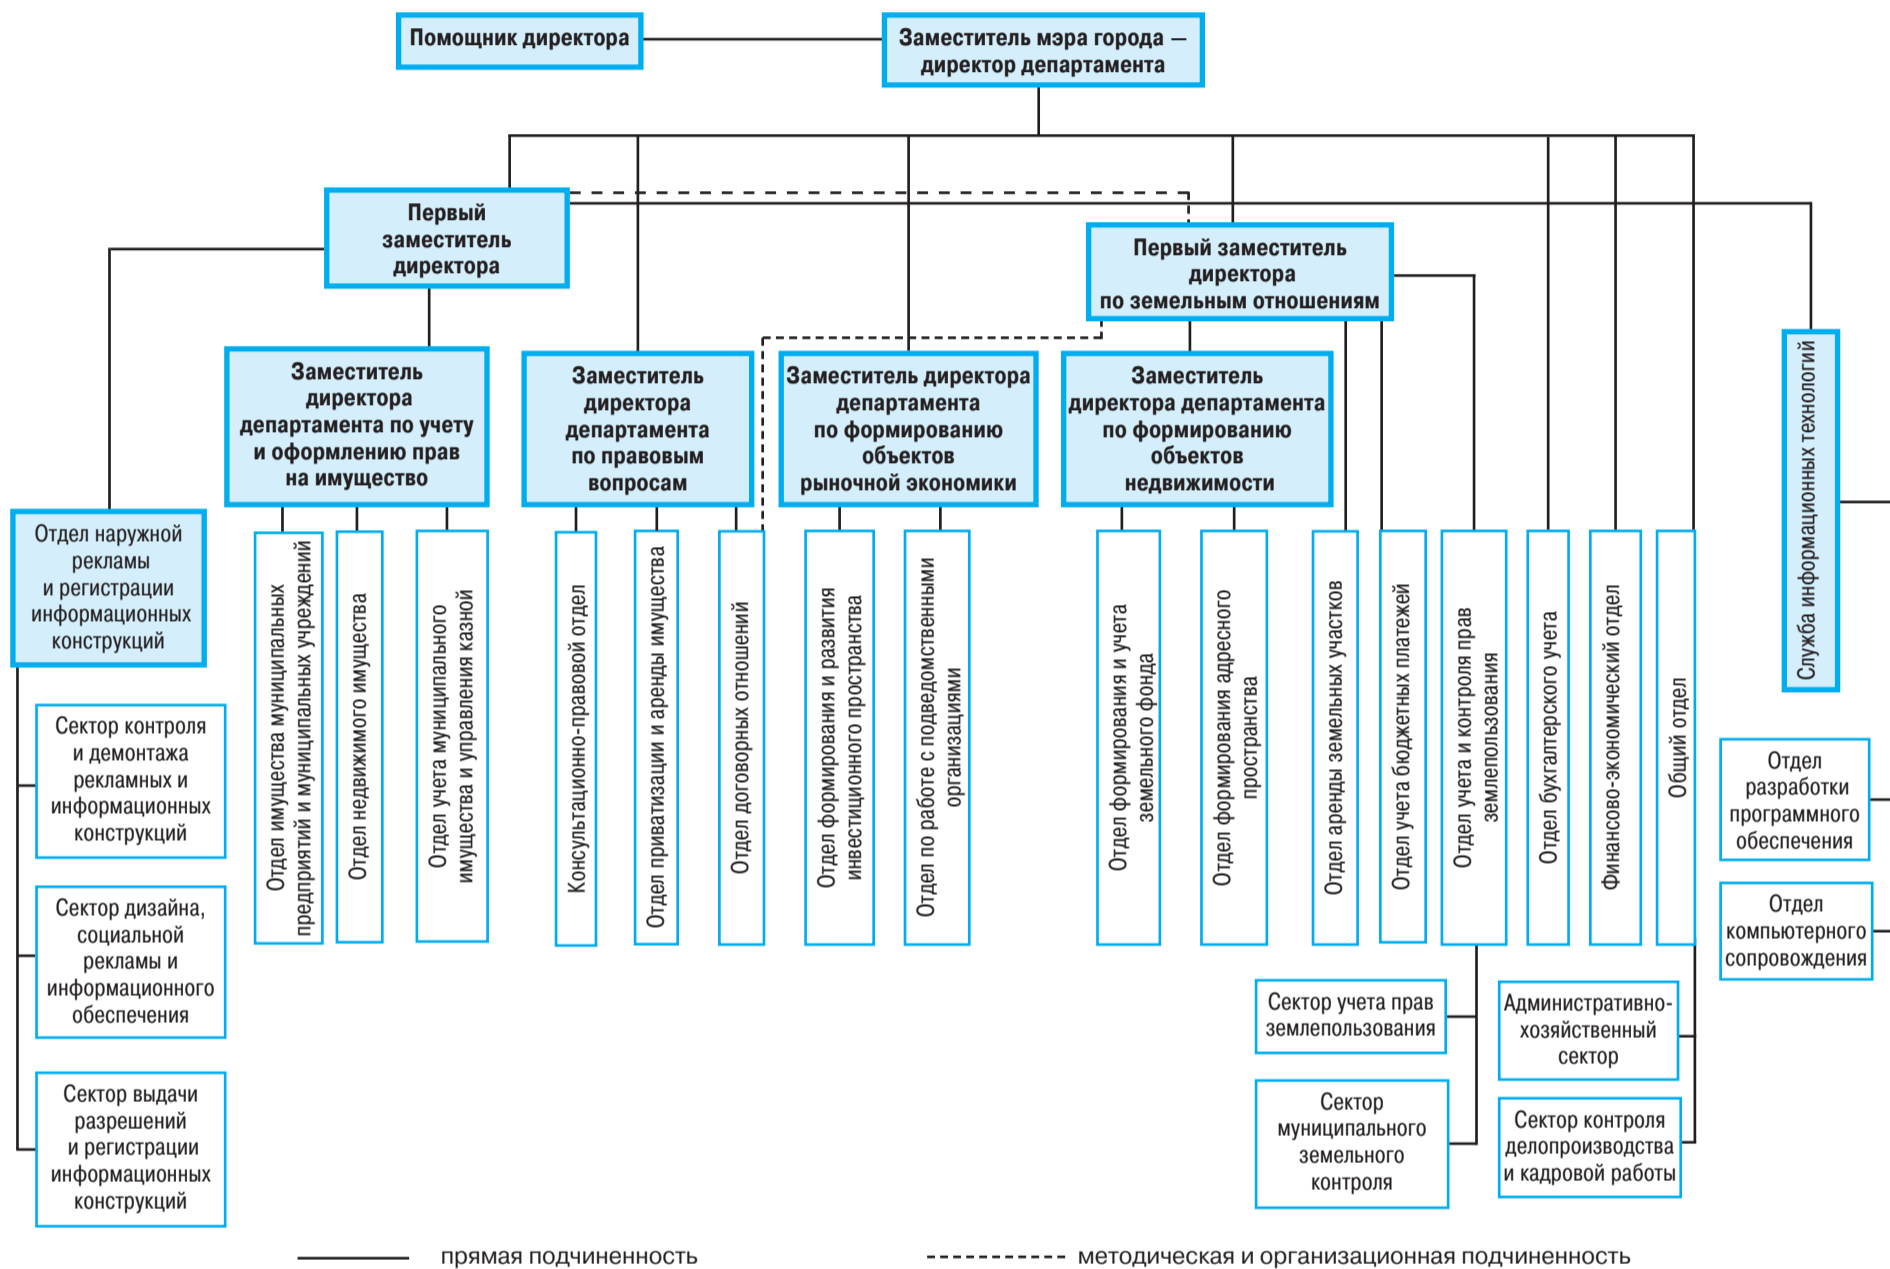 Помощник директора
Заместитель мэра города —
директор департамента
Первый
заместитель
директора
Первый заместитель
директора
по земельным отношениям
Заместитель
директора
департамента по учету
и оформлению прав
на имущество
Заместитель
директора
департамента
по правовым
вопросам
Заместитель директора
департамента
по формированию
объектов
рыночной экономики
Заместитель
директора департамента
по формированию
объектов
недвижимости
Служба информационных технологий
Отдел наружной
рекламы
и регистрации
информационных
конструкций
Отдел имущества муниципальных
предприятий и муниципальных учреждений
Отдел недвижимого имущества
Отдел учета муниципального
имущества и управления казной
Консультационно-правовой отдел
Отдел приватизации и аренды имущества
Отдел договорных отношений
Отдел формирования и развития
инвестиционного пространства
Отдел по работе с подведомственными
организациями
Отдел формирования и учета
земельного фонда
Отдел формирования адресного
пространства
Отдел аренды земельных участков
Отдел учета бюджетных платежей
Отдел учета и контроля прав
землепользования
Отдел бухгалтерского учета
Финансово-экономический отдел
Общий отдел
Сектор контроля
и демонтажа
рекламных и
информационных
конструкций
Сектор дизайна,
социальной
рекламы и
информационного
обеспечения
Сектор выдачи
разрешений
и регистрации
информационных
конструкций
Сектор учета прав
землепользования
Сектор
муниципального
земельного
контроля
Административно-
хозяйственный
сектор
Сектор контроля
делопроизводства
и кадровой работы
Отдел
разработки
программного
обеспечения
Отдел
компьютерного
сопровождения
прямая подчиненность
методическая и организационная подчиненность